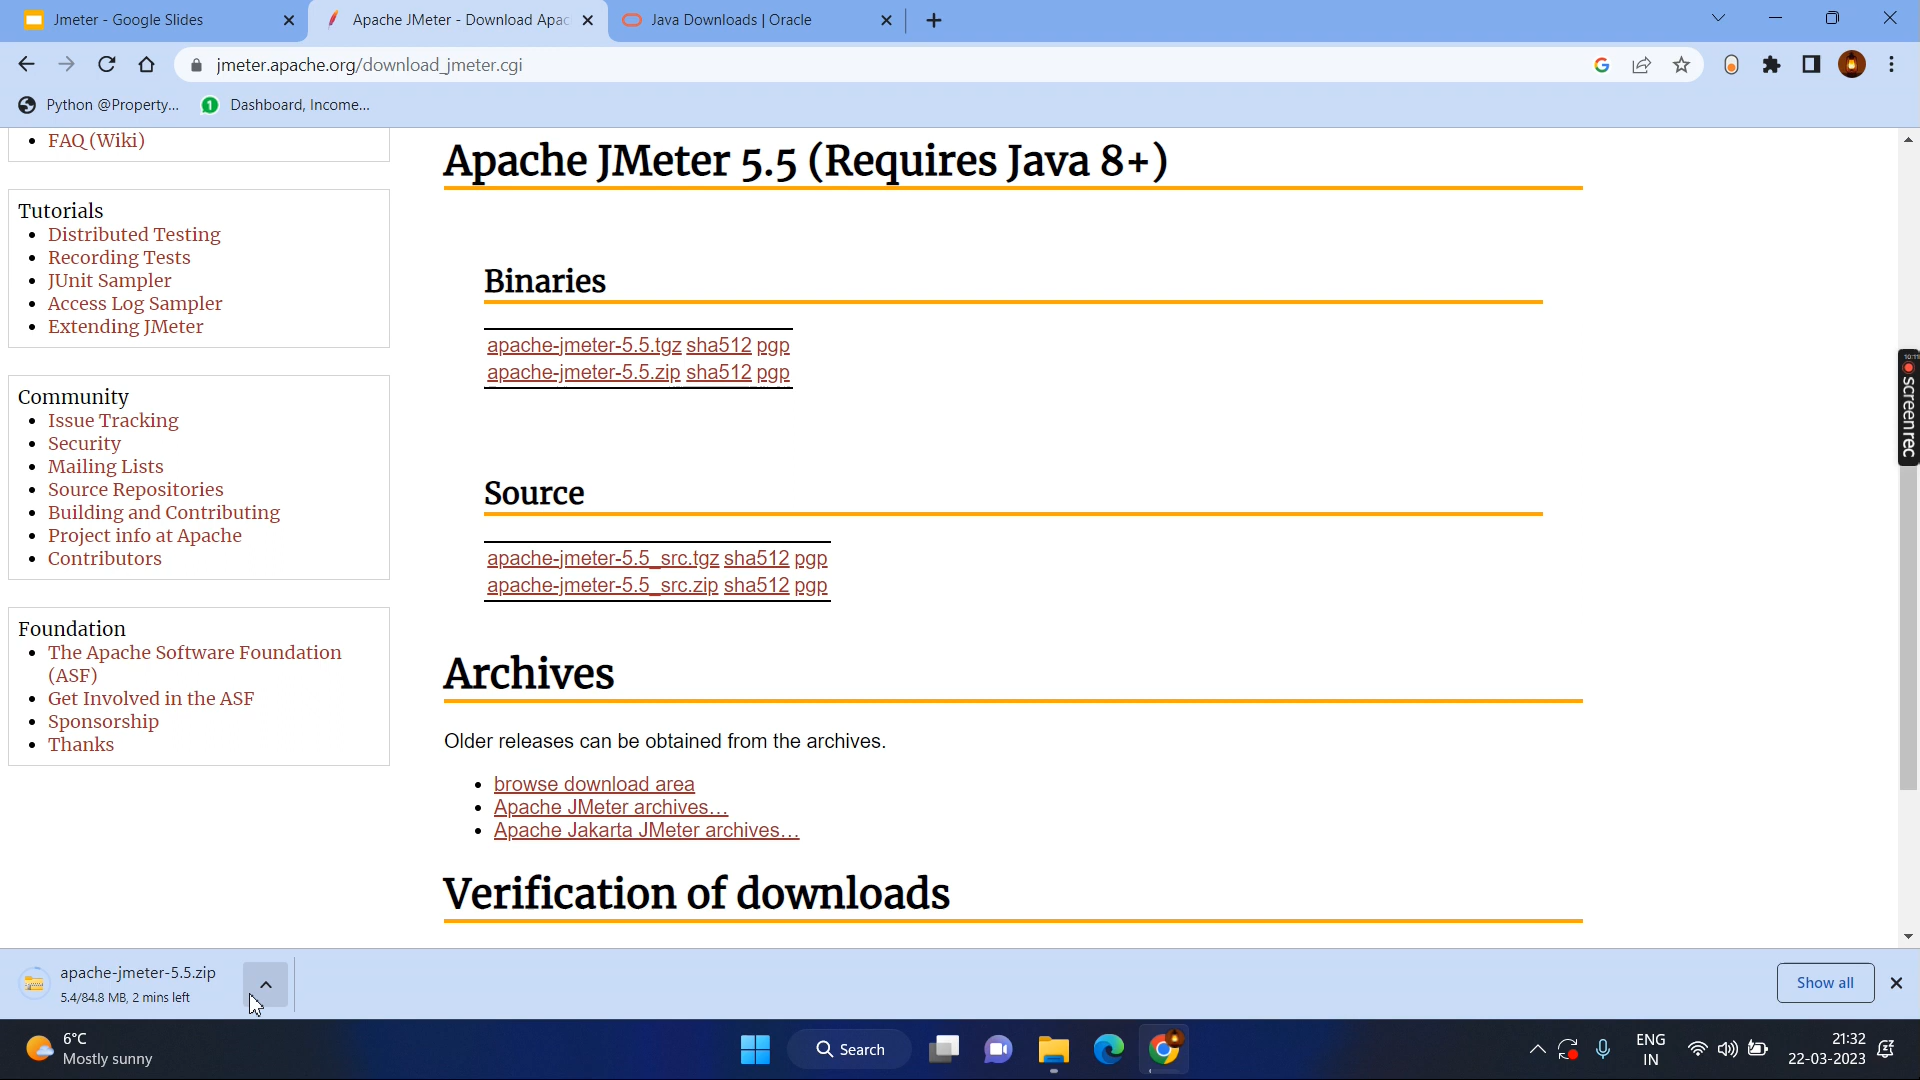 Jmeter - Google Slides
Apache JMeter - Download Apac
Java Downloads | Oracle
jmeter.apache.org/download_jmeter.cgi
Python @Property...
Dashboard, Income...
FAQ (Wiki)
Tutorials
Distributed Testing
Recording Tests
JUnit Sampler
Access Log Sampler
Extending JMeter
Community
Issue Tracking
Security
Mailing Lists
Source Repositories
Building and Contributing
Project info at Apache
Contributors
Foundation
The Apache Software Foundation
(ASF)
Get Involved in the ASF
Sponsorship
Thanks
Apache JMeter 5.5 (Requires Java 8+)
Binaries
apache-jmeter-5.5.tgz sha512 pgp
apache-jmeter-5.5.zip sha512 pgp
Source
apache-jmeter-5.5_src.tgz sha512 pgp
apache-jmeter-5.5_src.zip sha512 pgp
Archives
Older releases can be obtained from the archives.
browse download area
Apache JMeter archives...
Apache Jakarta JMeter archives...
Verification of downloads
screenrec
apache-jmeter-5.5.zip
5.4/84.8 MB, 2 mins left
Show all
6°C
Mostly sunny
Search
ENG
IN
21:32
22-03-2023